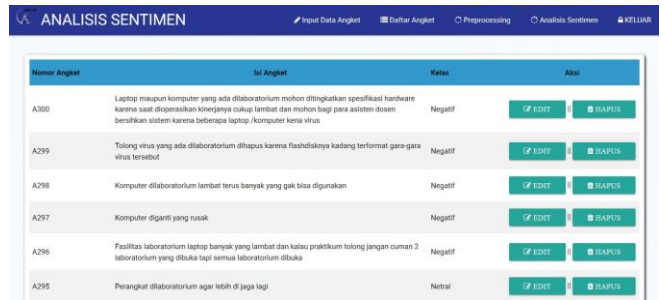 ANALISIS SENTIMEN
Input Data Angket Daftar Angket Preprocessing Analisis Sentimen KELUAR
Nomor Angket Isi Angket Kelas Aksi
Laptop maupun komputer yang ada dilaboratorium mohon ditingkatkan spesifikasi hardware
A300 karena saat dioperasikan kinerjanya cukup lambat dan mohon bagi para asisten dosen Negatif EDIT || HAPUS
bersihkan sistem karena beberapa laptop /komputer kena virus
A299 Tolong virus yang ada dilaboratorium dihapus karena flashdisknya kadang terformat gara-gara Negatif EDIT || HAPUS
virus tersebut
A298 Komputer dilaboratorium lambat terus banyak yang gak bisa digunakan Negatif EDIT || HAPUS
A297 Komputer diganti yang rusak Negatif EDIT || HAPUS
A296 Fasilitas laboratorium laptop banyak yang lambat dan kalau praktikum tolong jangan cuman 2 Negatif EDIT || HAPUS
laboratorium yang dibuka tapi semua laboratorium dibuka
A295 Perangkat dilaboratorium agar lebih di jaga lagi Netral EDIT || HAPUS